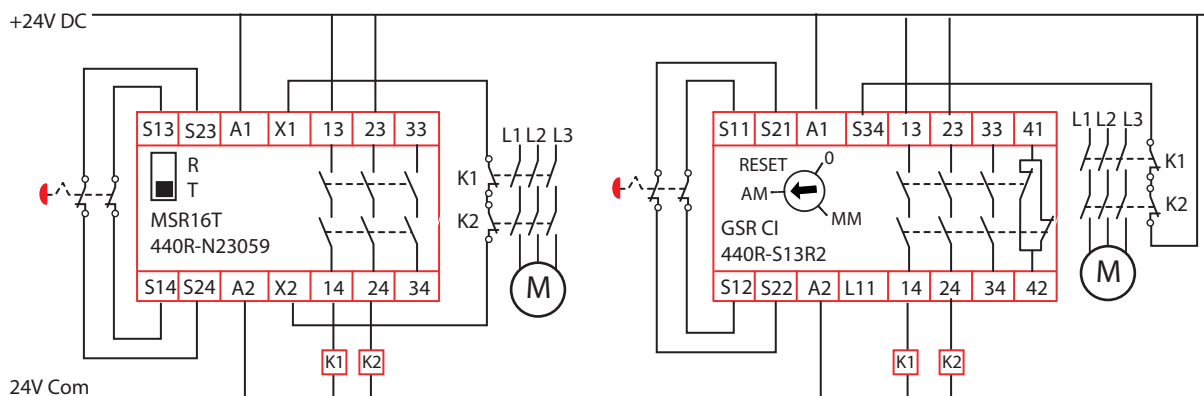 +24V DC
S13 S23 A1 X1 13 23 33
R
T
MSR16T
440R-N23059
S14 S24 A2 X2 14 24 34
L1 L2 L3
K1
K2
M
K1 K2
S11 S21 A1 S34 13 23 33 41
RESET
0
AM
MM
GSR CI
440R-S13R2
S12 S22 A2 L11 14 24 34 42
L1 L2 L3
K1
K2
M
K1 K2
24V Com